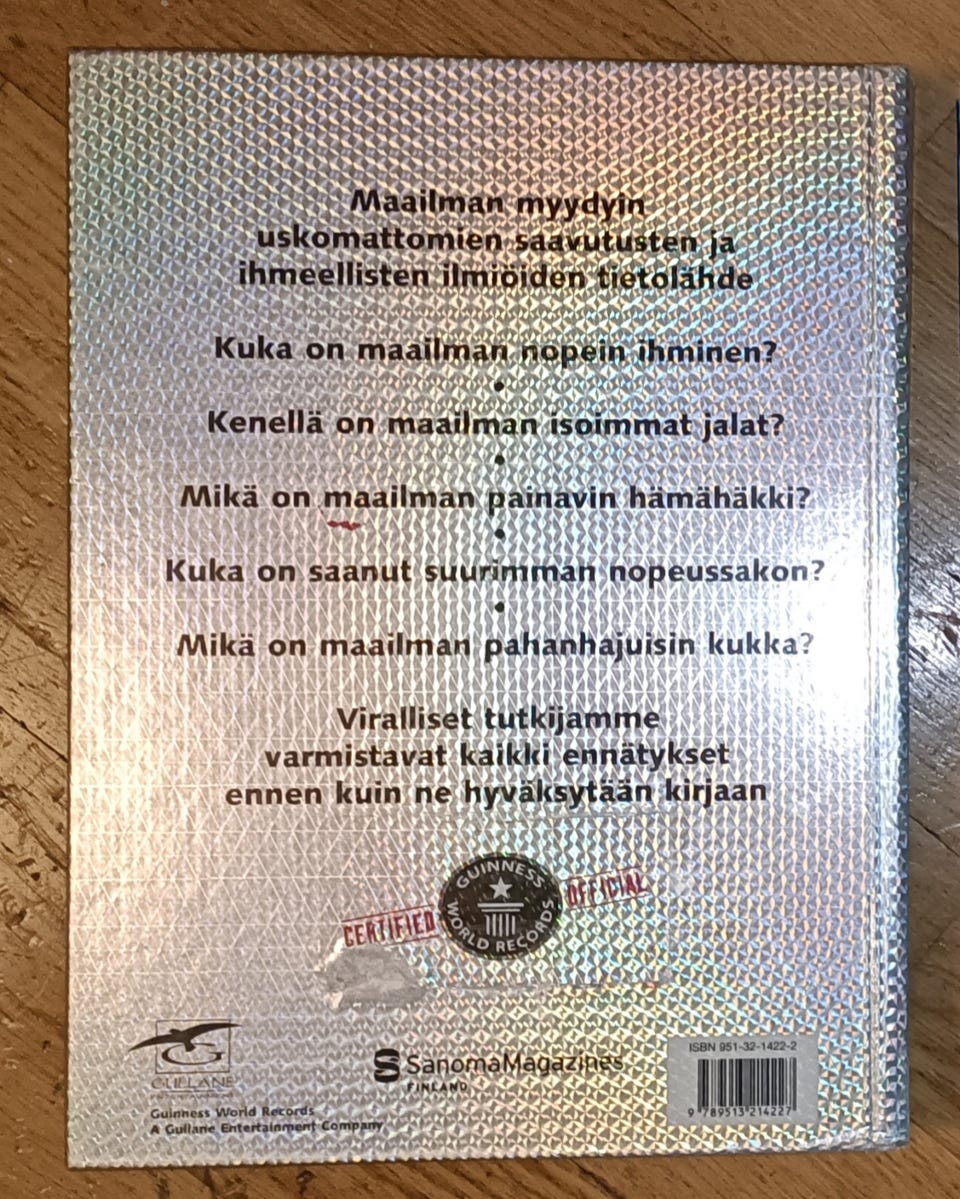 Maailman myydyin
uskomattomien saavutusten ja
ihmeellisten ilmiöiden tietolähde
Kuka on maailman nopein ihminen?
•
Kenellä on maailman isoimmat jalat?
•
Mikä on maailman painavin hämähäkki?
•
Kuka on saanut suurimman nopeussakon?
•
Mikä on maailman pahanhajuisin kukka?
Viralliset tutkijamme
varmistavat kaikki ennätykset
ennen kuin ne hyväksytään kirjaan
CERTIFIED
GUINNESS
WORLD RECORDS
OFFICIAL
G
GULLANE
ENTERTAINMENT
Guinness World Records
A Gullane Entertainment Company
SanomaMagazines
FINLAND
ISBN 951-32-1422-2
9 789513 214227